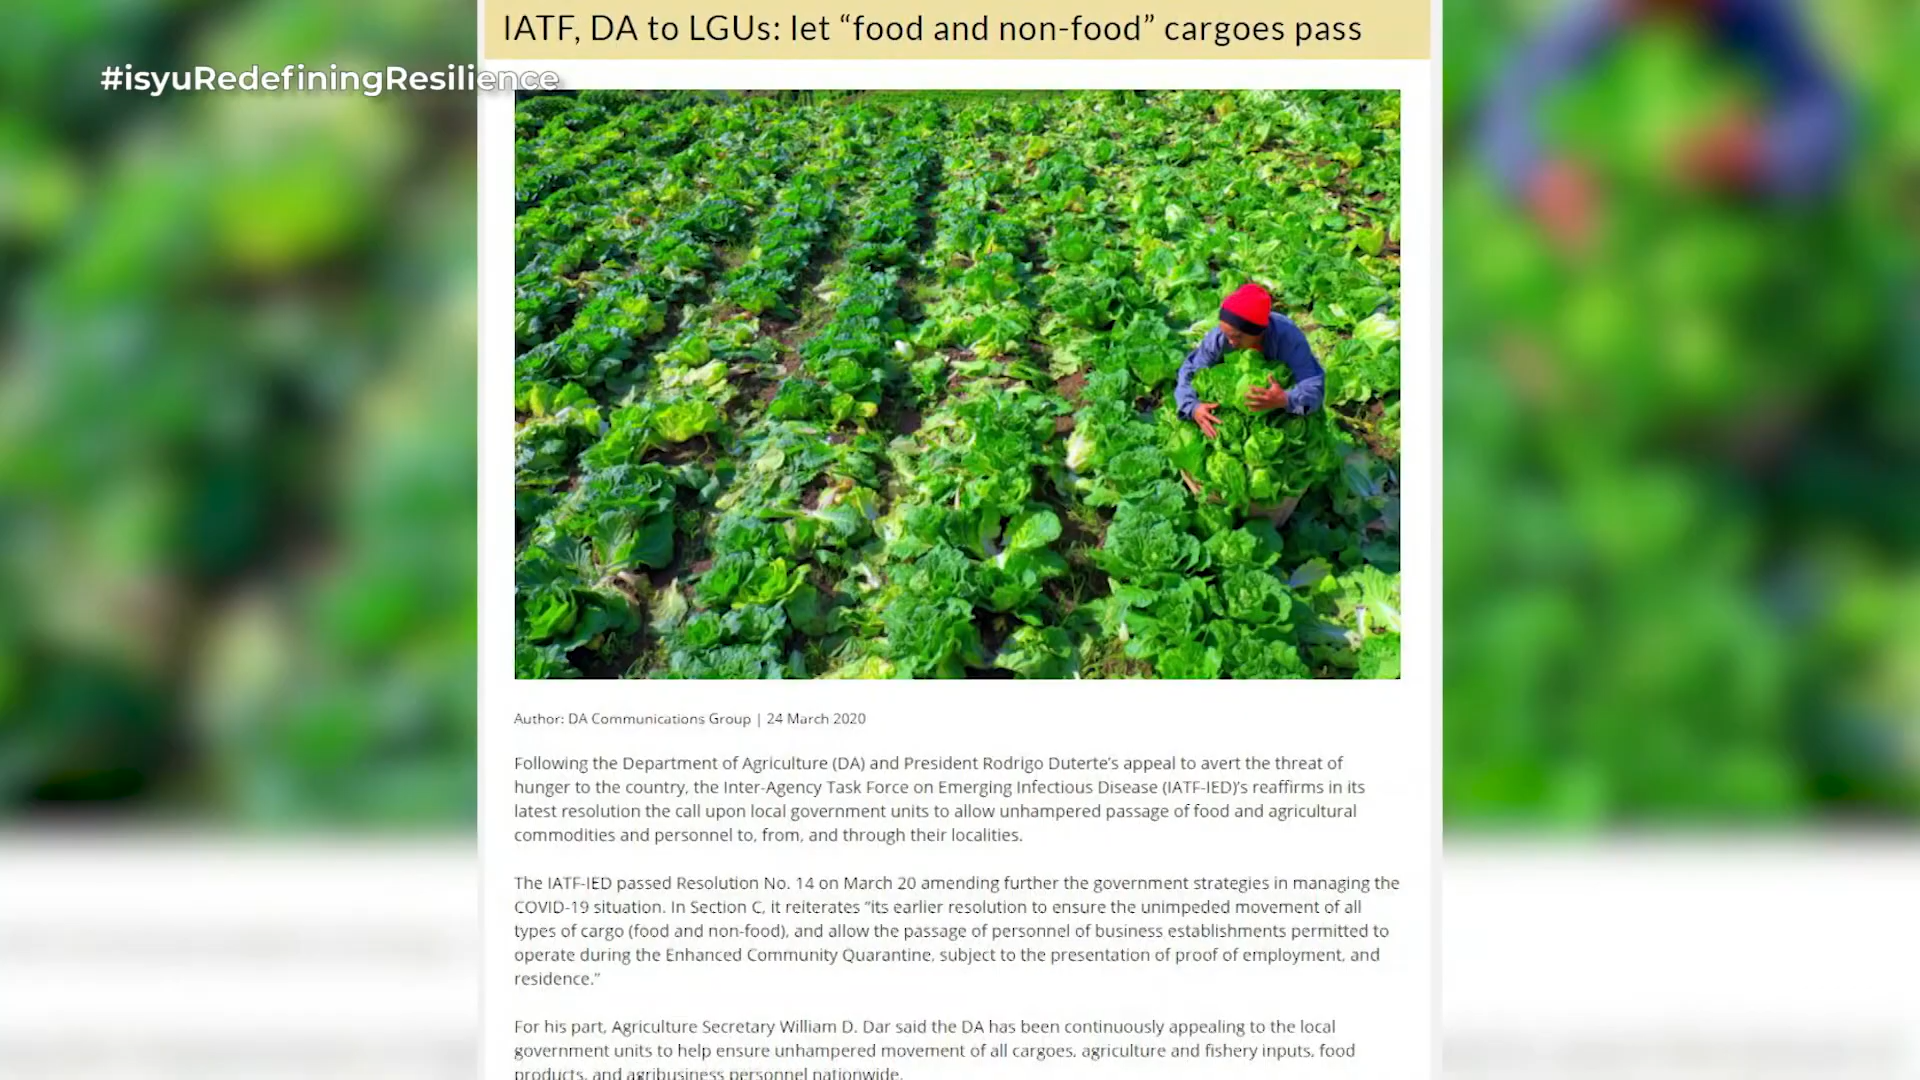 IATF, DA to LGUs: let “food and non-food” cargoes pass
#isyuRedefiningResilience
Author: DA Communications Group | 24 March 2020
Following the Department of Agriculture (DA) and President Rodrigo Duterte’s appeal to avert the threat of
hunger to the country, the Inter-Agency Task Force on Emerging Infectious Disease (IATF-IED)’s reaffirms in its
latest resolution the call upon local government units to allow unhampered passage of food and agricultural
commodities and personnel to, from, and through their localities.
The IATF-IED passed Resolution No. 14 on March 20 amending further the government strategies in managing the
COVID-19 situation. In Section C, it reiterates “its earlier resolution to ensure the unimpeded movement of all
types of cargo (food and non-food), and allow the passage of personnel of business establishments permitted to
operate during the Enhanced Community Quarantine, subject to the presentation of proof of employment, and
residence.”
For his part, Agriculture Secretary William D. Dar said the DA has been continuously appealing to the local
government units to help ensure unhampered movement of all cargoes, agriculture and fishery inputs, food
products, and agribusiness personnel nationwide.